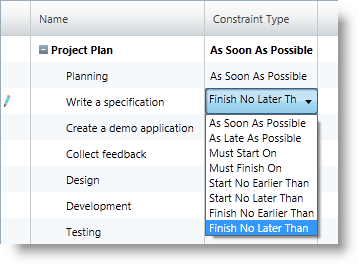 Name Constraint Type
Project Plan As Soon As Possible
Planning As Soon As Possible
Write a specification Finish No Later Th
As Soon As Possible
Create a demo application
As Late As Possible
Must Start On
Collect feedback
Must Finish On
Design Start No Earlier Than
Start No Later Than
Development Finish No Earlier Than
Testing Finish No Later Than